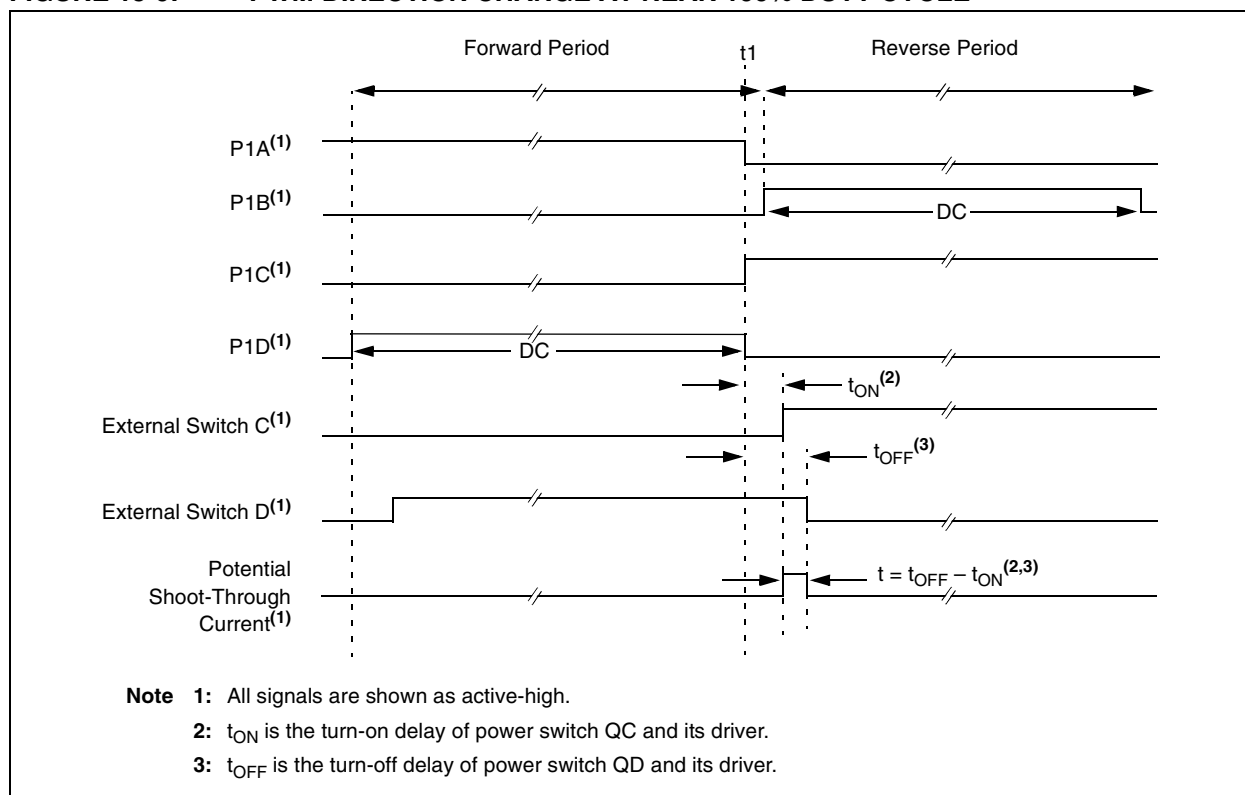 Forward Period
t1
Reverse Period
P1A(1)
P1B(1)
DC
P1C(1)
P1D(1)
DC
tON(2)
External Switch C(1)
tOFF(3)
External Switch D(1)
Potential
Shoot-Through
Current(1)
t = tOFF – tON(2,3)
Note 1: All signals are shown as active-high.
2: tON is the turn-on delay of power switch QC and its driver.
3: tOFF is the turn-off delay of power switch QD and its driver.